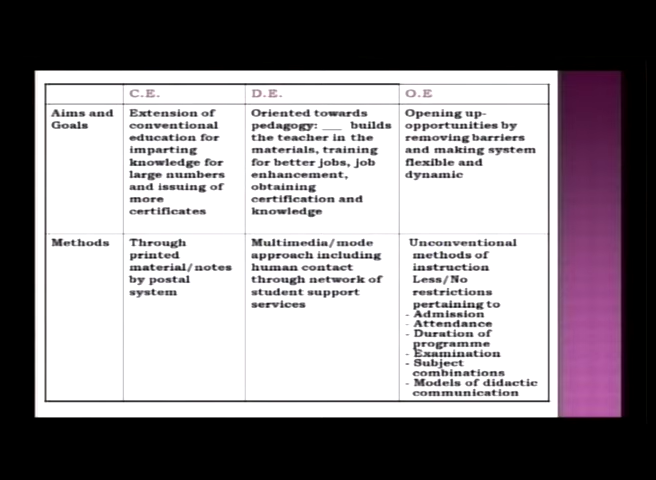 C.E.
D.E.
O.E
Aims and
Goals
Extension of
conventional
education for
imparting
knowledge for
large numbers
and issuing of
more
certificates
Oriented towards
pedagogy: ___ builds
the teacher in the
materials, training
for better jobs, job
enhancement,
obtaining
certification and
knowledge
Opening up-
opportunities by
removing barriers
and making system
flexible and
dynamic
Methods
Through
printed
material/notes
by postal
system
Multimedia/mode
approach including
human contact
through network of
student support
services
Unconventional
methods of
instruction
Less/No
restrictions
pertaining to
- Admission
- Attendance
- Duration of
programme
- Examination
- Subject
combinations
- Models of didactic
communication